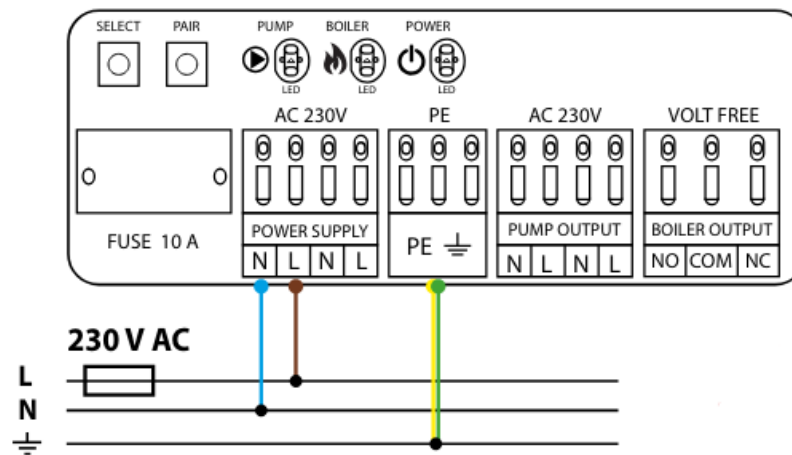 SELECT PAIR PUMP BOILER POWER
LED LED LED
AC 230V PE AC 230V VOLT FREE
FUSE 10 A
POWER SUPPLY PE PUMP OUTPUT BOILER OUTPUT
N L N L N L N L NO COM NC
230 V AC
L
N